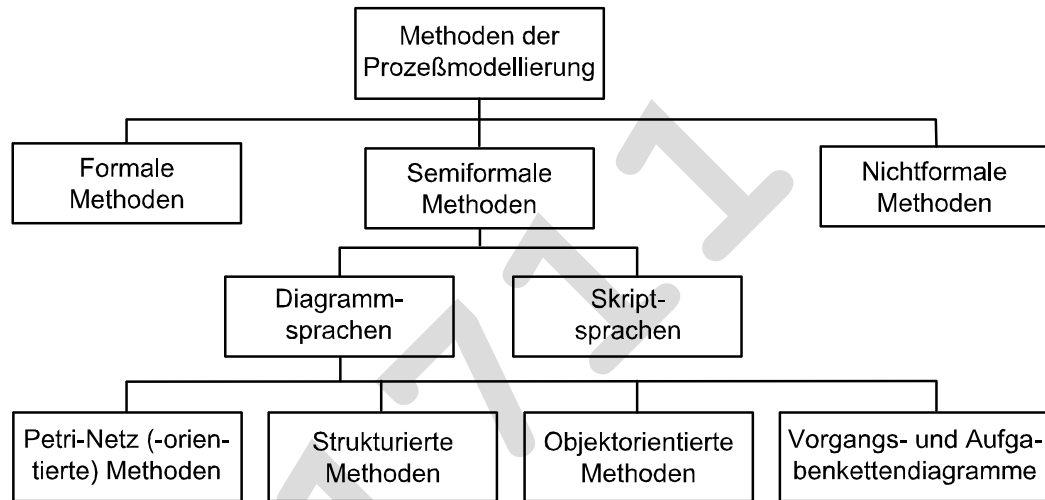 Methoden der
Prozeßmodellierung
Formale
Methoden
Semiformale
Methoden
Nichtformale
Methoden
Diagramm-
sprachen
Skript-
sprachen
Petri-Netz (-orien-
tierte) Methoden
Strukturierte
Methoden
Objektorientierte
Methoden
Vorgangs- und Aufga-
benkettendiagramme
711